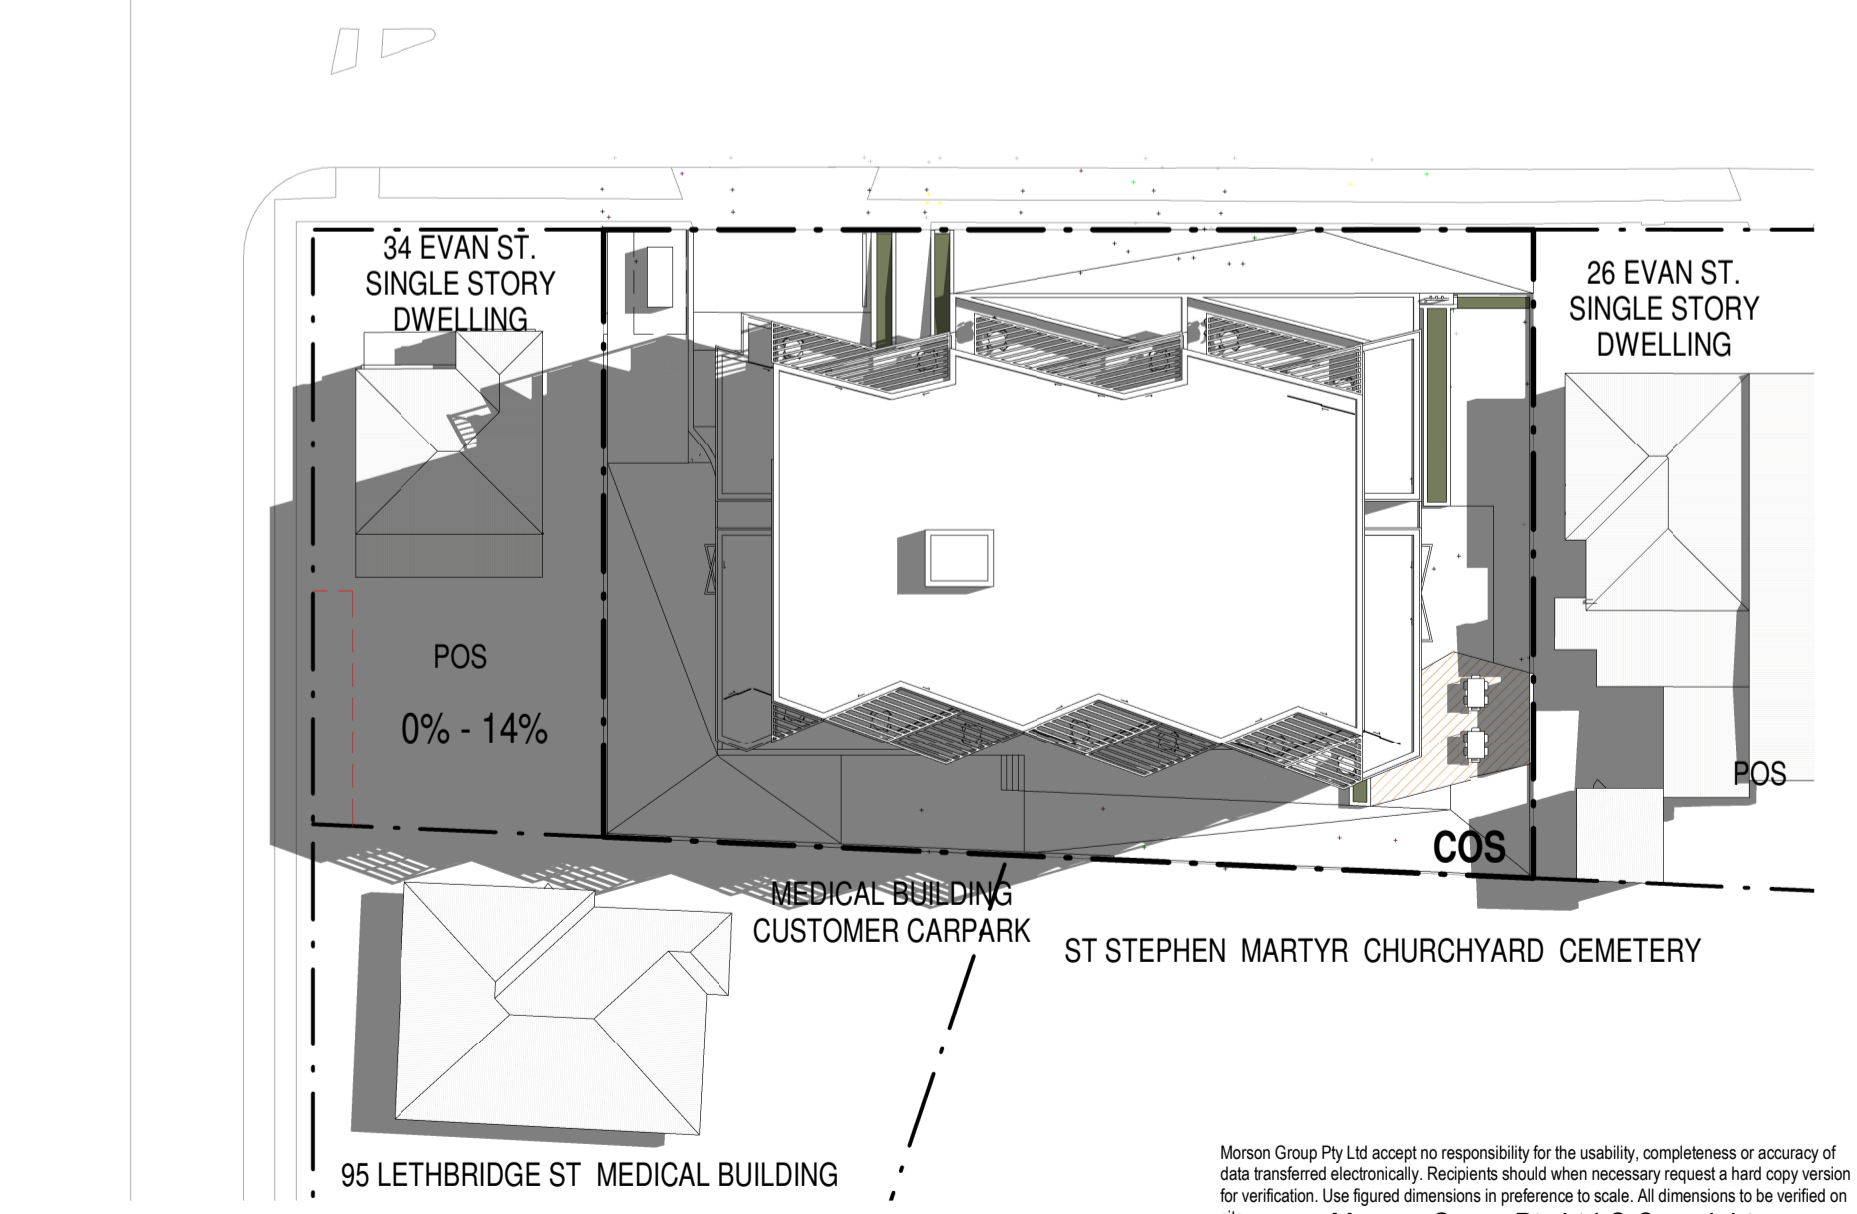 34 EVAN ST.
SINGLE STORY
DWELLING
26 EVAN ST.
SINGLE STORY
DWELLING
POS
0% - 14%
POS
COS
MEDICAL BUILDING
CUSTOMER CARPARK
ST STEPHEN MARTYR CHURCHYARD CEMETERY
95 LETHBRIDGE ST MEDICAL BUILDING
Morson Group Pty Ltd accept no responsibility for the usability, completeness or accuracy of
data transferred electronically. Recipients should when necessary request a hard copy version
for verification. Use figured dimensions in preference to scale. All dimensions to be verified on